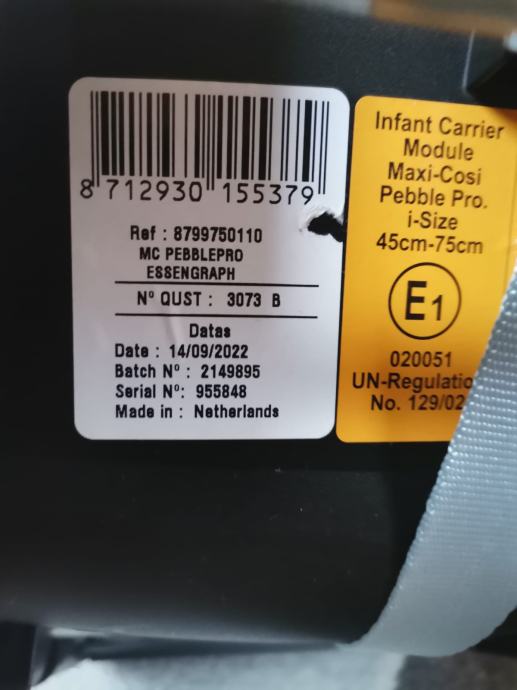 8 712930 155379
Ref : 8799750110
MC PEBBLEPRO
ESSENGRAPH
Nº QUST : 3073 B
Datas
Date : 14/09/2022
Batch Nº : 2149895
Serial Nº: 955848
Made in : Netherlands
Infant Carrier
Module
Maxi-Cosi
Pebble Pro.
i-Size
45cm-75cm
E1
020051
UN-Regulatio
No. 129/02